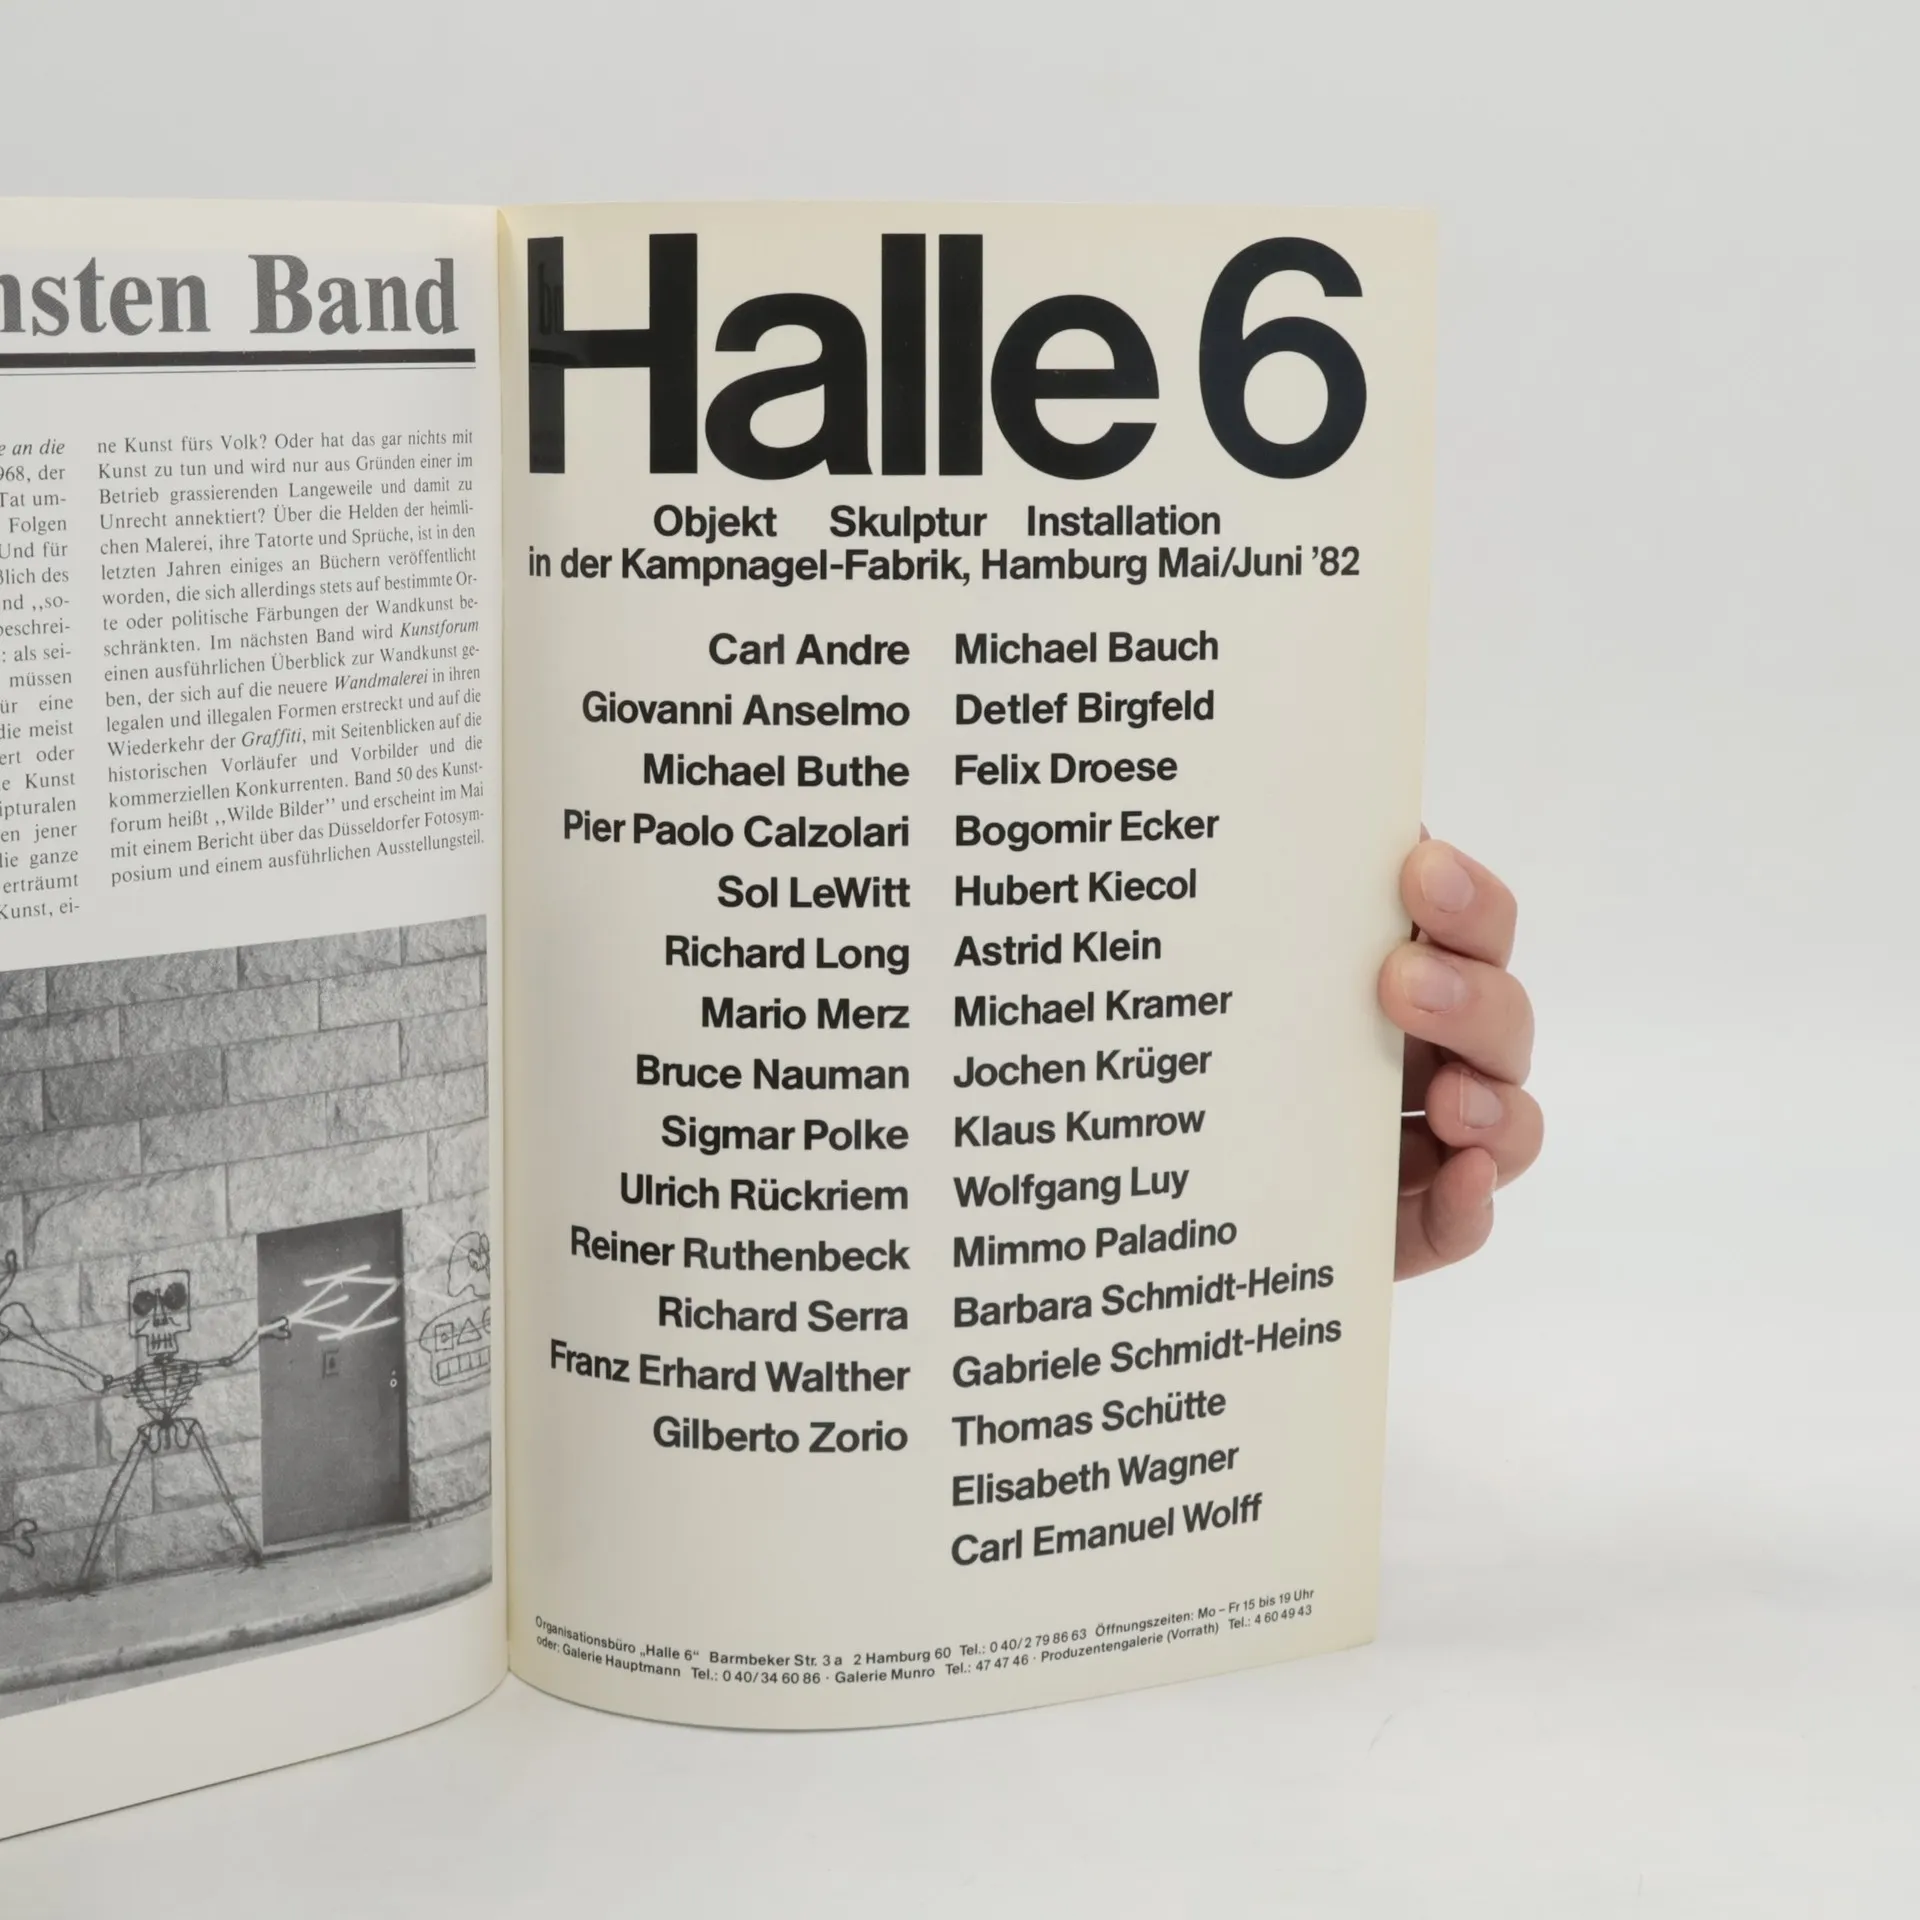 nsten Band
e an die
968, der
Tat um-
Folgen
Und für
ßlich des
nd ,,so-
beschrei-
: als sei-
müssen
ür eine
die meist
ert oder
e Kunst
ipturalen
en jener
die ganze
erträumt
Kunst, ei-
ne Kunst fürs Volk? Oder hat das gar nichts mit
Kunst zu tun und wird nur aus Gründen einer im
Betrieb grassierenden Langeweile und damit zu
Unrecht annektiert? Über die Helden der heimli-
chen Malerei, ihre Tatorte und Sprüche, ist in den
letzten Jahren einiges an Büchern veröffentlicht
worden, die sich allerdings stets auf bestimmte Or-
te oder politische Färbungen der Wandkunst be-
schränkten. Im nächsten Band wird Kunstforum
einen ausführlichen Überblick zur Wandkunst ge-
ben, der sich auf die neuere Wandmalerei in ihren
legalen und illegalen Formen erstreckt und auf die
Wiederkehr der Graffiti, mit Seitenblicken auf die
historischen Vorläufer und Vorbilder und die
kommerziellen Konkurrenten. Band 50 des Kunst-
forum heißt ,,Wilde Bilder'' und erscheint im Mai
mit einem Bericht über das Düsseldorfer Fotosym-
posium und einem ausführlichen Ausstellungsteil.
Halle 6
Objekt Skulptur Installation
in der Kampnagel-Fabrik, Hamburg Mai/Juni '82
Carl Andre
Giovanni Anselmo
Michael Buthe
Pier Paolo Calzolari
Sol LeWitt
Richard Long
Mario Merz
Bruce Nauman
Sigmar Polke
Ulrich Rückriem
Reiner Ruthenbeck
Richard Serra
Franz Erhard Walther
Gilberto Zorio
Michael Bauch
Detlef Birgfeld
Felix Droese
Bogomir Ecker
Hubert Kiecol
Astrid Klein
Michael Kramer
Jochen Krüger
Klaus Kumrow
Wolfgang Luy
Mimmo Paladino
Barbara Schmidt-Heins
Gabriele Schmidt-Heins
Thomas Schütte
Elisabeth Wagner
Carl Emanuel Wolff
Organisationsbüro „Halle 6“ Barmbeker Str. 3 a 2 Hamburg 60 Tel.: 0 40/2 79 86 63 Öffnungszeiten: Mo – Fr 15 bis 19 Uhr
oder: Galerie Hauptmann Tel.: 0 40/34 60 86 · Galerie Munro Tel.: 47 47 46 · Produzentengalerie (Vorrath) Tel.: 4 60 49 43